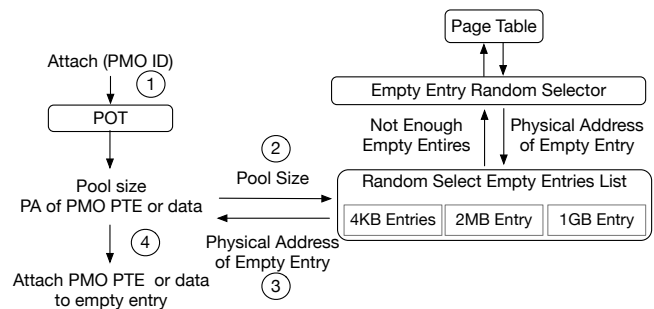 Page Table
Attach (PMO ID)
1
Empty Entry Random Selector
POT
Not Enough
Empty Entires
Physical Address
of Empty Entry
2
Pool Size
Random Select Empty Entries List
Pool size
PA of PMO PTE or data
4KB Entries
2MB Entry
1GB Entry
4
Physical Address
of Empty Entry
3
Attach PMO PTE or data
to empty entry